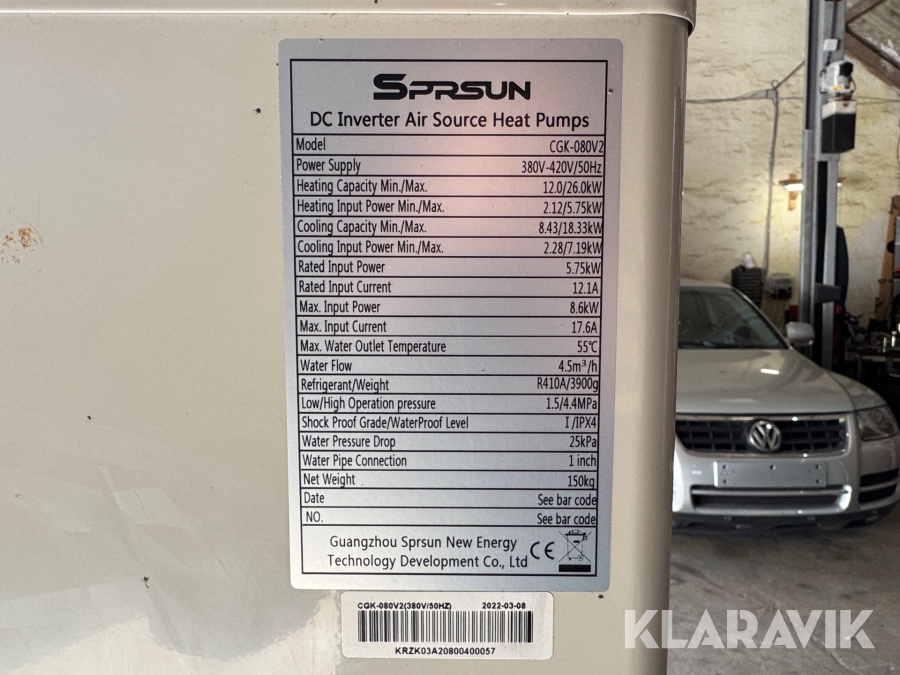 SPRSUN
DC Inverter Air Source Heat Pumps
Model CGK-080V2
Power Supply 380V-420V/50Hz
Heating Capacity Min./Max. 12.0/26.0kW
Heating Input Power Min./Max. 2.12/5.75kW
Cooling Capacity Min./Max. 8.43/18.33kW
Cooling Input Power Min./Max. 2.28/7.19kW
Rated Input Power 5.75kW
Rated Input Current 12.1A
Max. Input Power 8.6kW
Max. Input Current 17.6A
Max. Water Outlet Temperature 55℃
Water Flow 4.5m³/h
Refrigerant/Weight R410A/3900g
Low/High Operation pressure 1.5/4.4MPa
Shock Proof Grade/WaterProof Level I/IPX4
Water Pressure Drop 25kPa
Water Pipe Connection 1 inch
Net Weight 150kg
Date See bar code
NO. See bar code
Guangzhou Sprsun New Energy
Technology Development Co., Ltd CE
CGK-080V2(380V/50HZ) 2022-03-08
KRZK03A20800400057
KLARAVIK